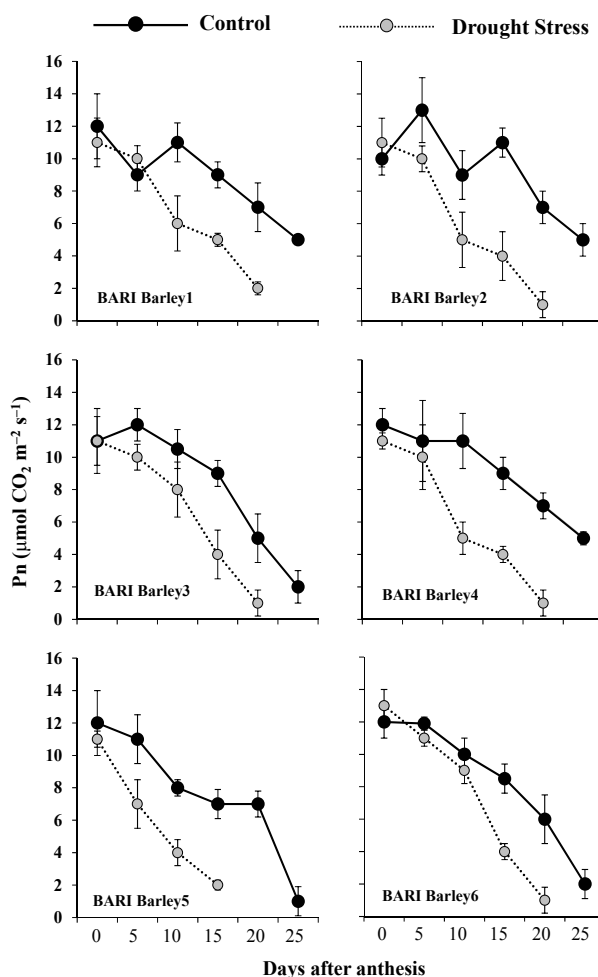 Control Drought Stress
16
14
12
10
8
6
4
2
0
BARI Barley1
BARI Barley2
16
14
12
10
8
6
4
2
0
BARI Barley3
BARI Barley4
Pn (μmol CO₂ m⁻² s⁻¹)
16
14
12
10
8
6
4
2
0
BARI Barley5
BARI Barley6
0 5 10 15 20 25 0 5 10 15 20 25
Days after anthesis